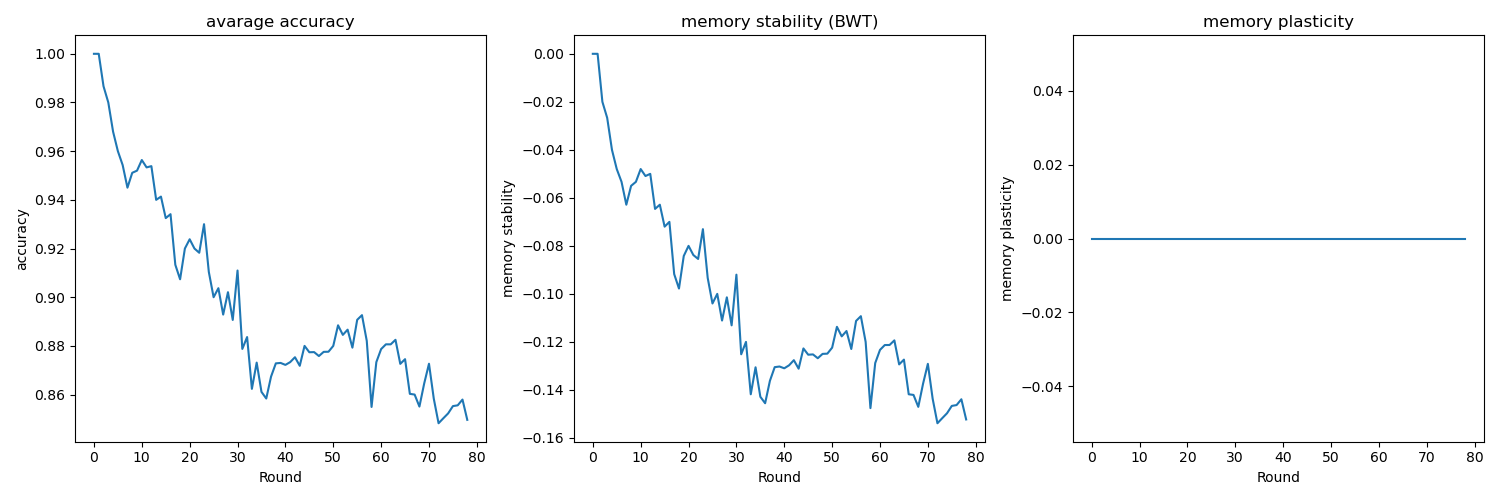 avarage accuracy
accuracy
1.00
0.98
0.96
0.94
0.92
0.90
0.88
0.86
0 10 20 30 40 50 60 70 80
Round
memory stability (BWT)
memory stability
0.00
−0.02
−0.04
−0.06
−0.08
−0.10
−0.12
−0.14
−0.16
0 10 20 30 40 50 60 70 80
Round
memory plasticity
memory plasticity
0.04
0.02
0.00
−0.02
−0.04
0 10 20 30 40 50 60 70 80
Round